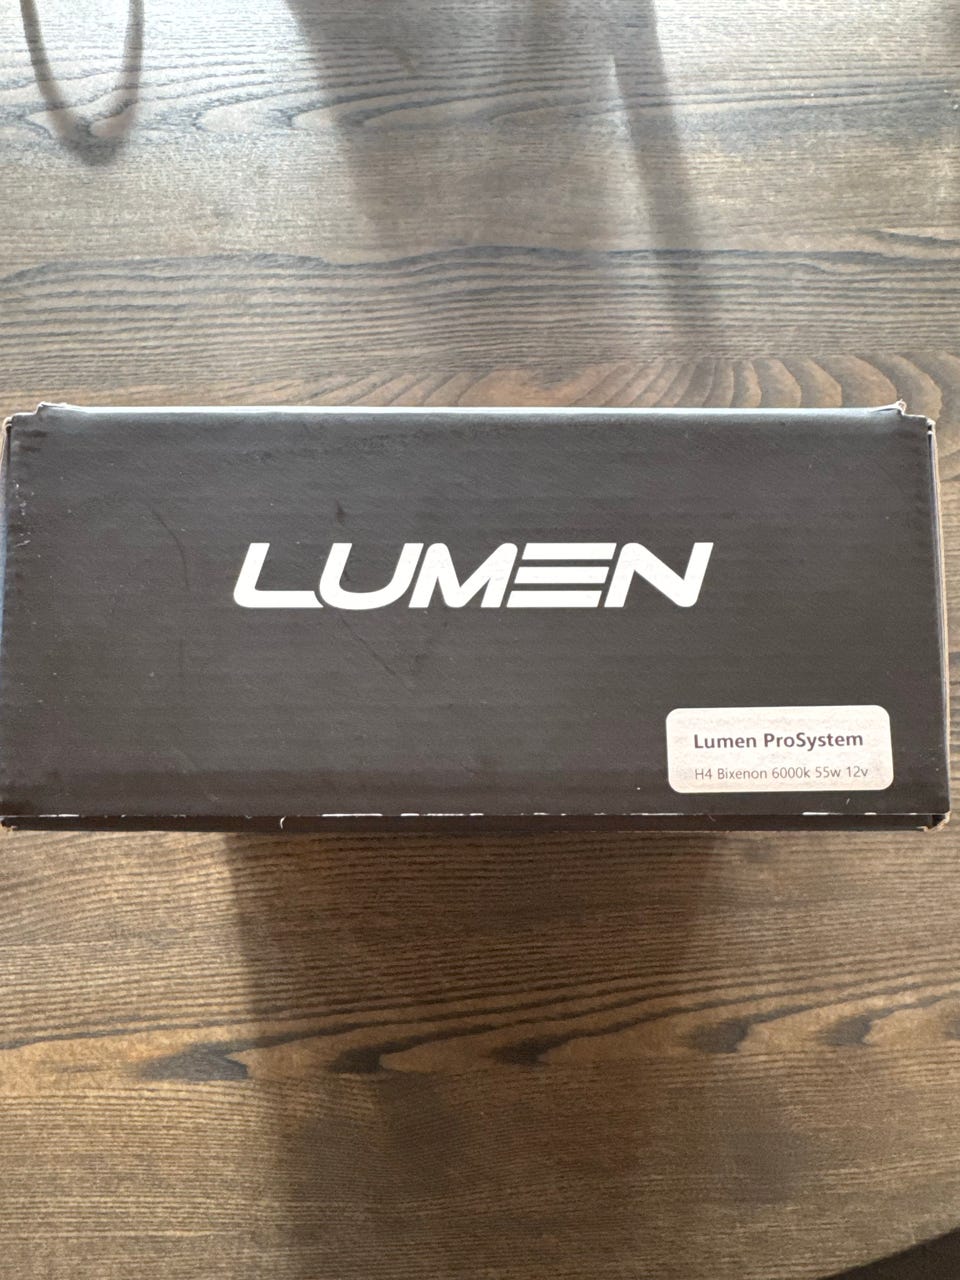 LUMEN
Lumen ProSystem
H4 Bixenon 6000k 55w 12v